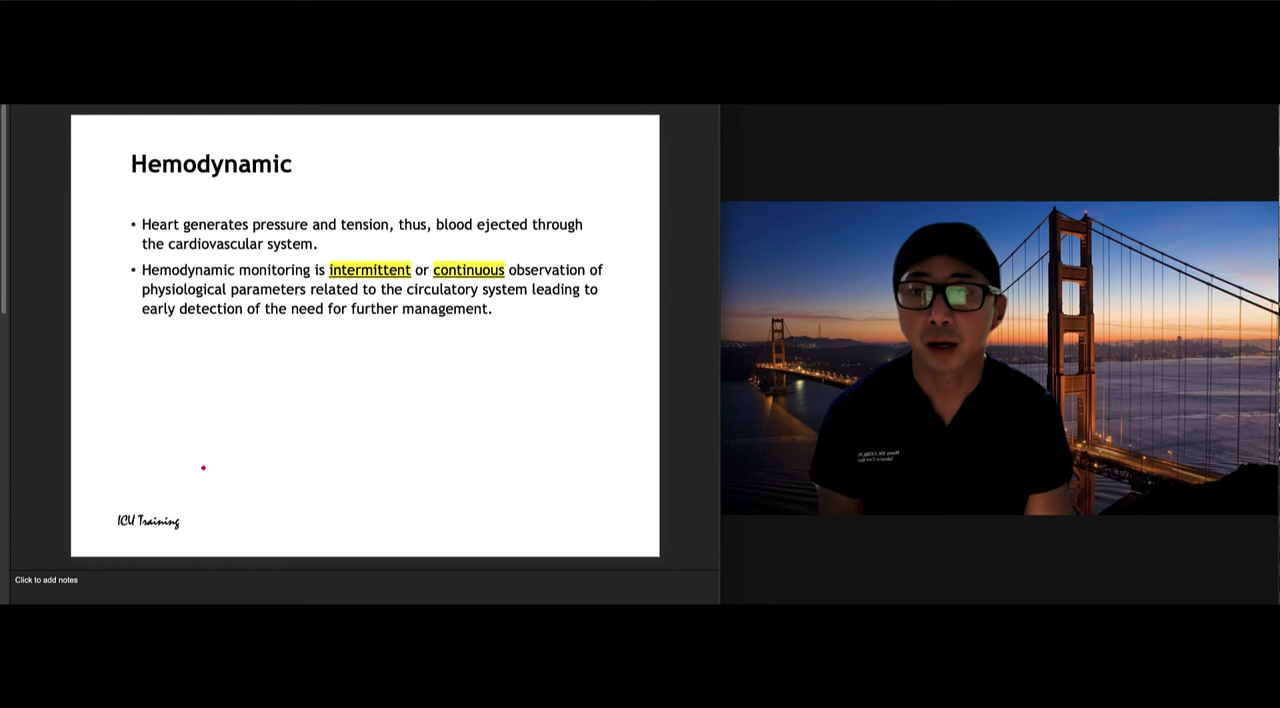 Hemodynamic
• Heart generates pressure and tension, thus, blood ejected through
the cardiovascular system.
• Hemodynamic monitoring is intermittent or continuous observation of
physiological parameters related to the circulatory system leading to
early detection of the need for further management.
ICU Training
Click to add notes